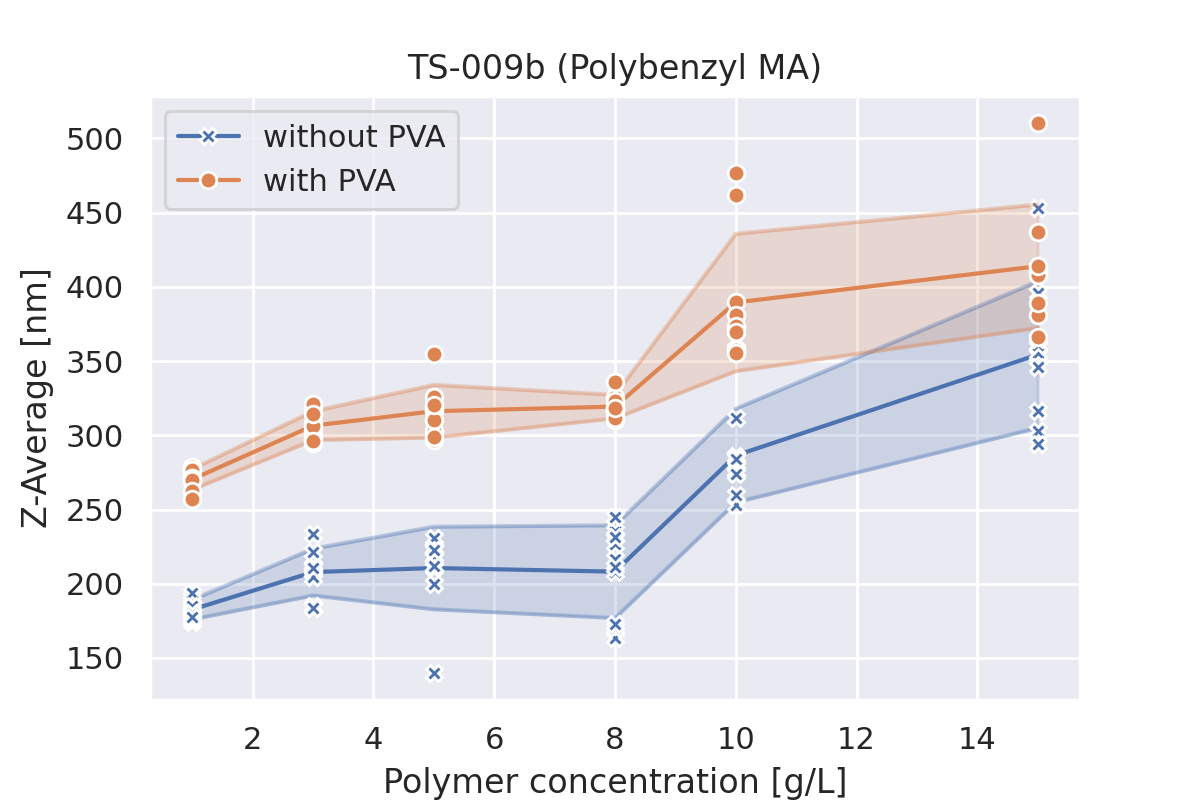 TS-009b (Polybenzyl MA)
without PVA
with PVA
Z-Average [nm]
500
450
400
350
300
250
200
150
2 4 6 8 10 12 14
Polymer concentration [g/L]